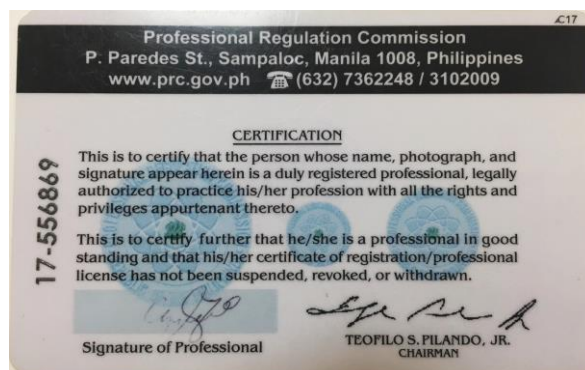 C17
Professional Regulation Commission
P. Paredes St., Sampaloc, Manila 1008, Philippines
www.prc.gov.ph ☎ (632) 7362248 / 3102009
CERTIFICATION
This is to certify that the person whose name, photograph, and
signature appear herein is a duly registered professional, legally
authorized to practice his/her profession with all the rights and
privileges appurtenant thereto.
This is to certify further that he/she is a professional in good
standing and that his/her certificate of registration/professional
license has not been suspended, revoked, or withdrawn.
17-556869
Signature of Professional
TEOFILO S. PILANDO, JR.
CHAIRMAN